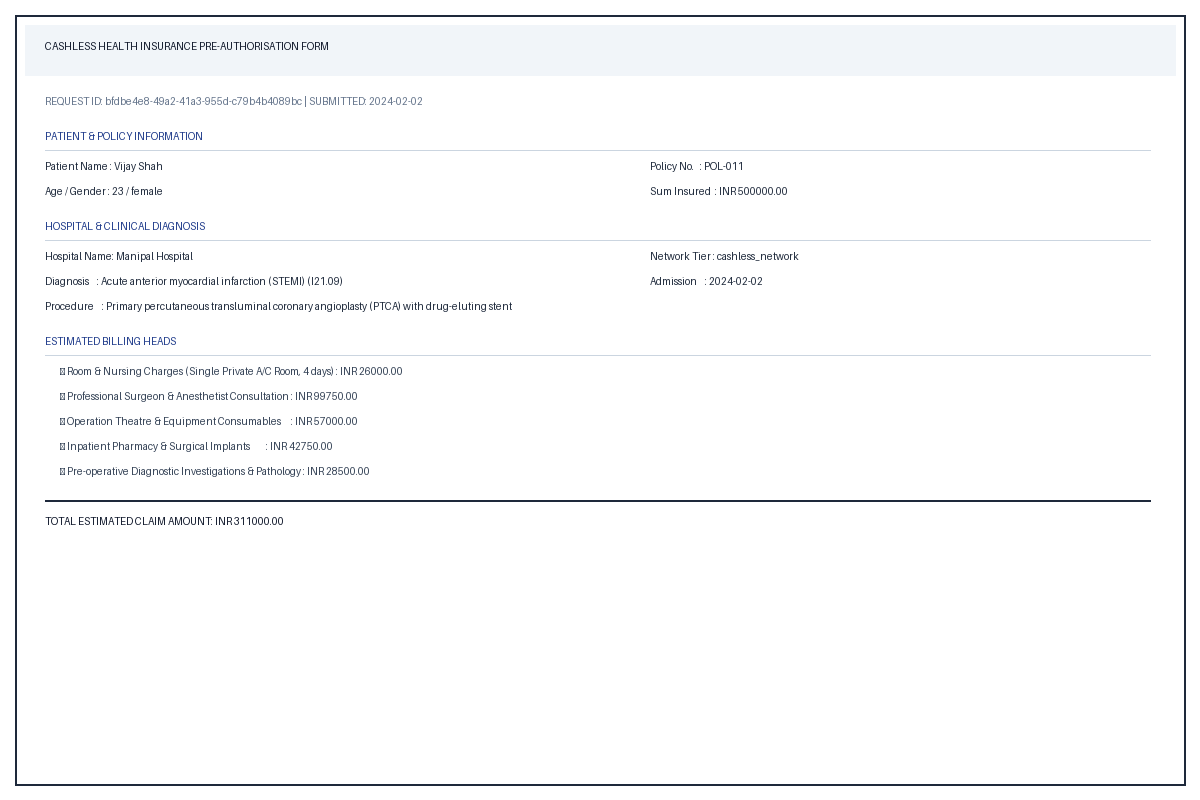 CASHLESS HEALTH INSURANCE PRE-AUTHORISATION FORM
REQUEST ID: bfdbe4e8-49a2-41a3-955d-c79b4b4089bc | SUBMITTED: 2024-02-02
PATIENT & POLICY INFORMATION
Patient Name : Vijay Shah
Policy No. : POL-011
Age / Gender : 23 / female
Sum Insured : INR 500000.00
HOSPITAL & CLINICAL DIAGNOSIS
Hospital Name: Manipal Hospital
Network Tier : cashless_network
Diagnosis : Acute anterior myocardial infarction (STEMI) (I21.09)
Admission : 2024-02-02
Procedure : Primary percutaneous transluminal coronary angioplasty (PTCA) with drug-eluting stent
ESTIMATED BILLING HEADS
Room & Nursing Charges (Single Private A/C Room, 4 days) : INR 26000.00
Professional Surgeon & Anesthetist Consultation : INR 99750.00
Operation Theatre & Equipment Consumables : INR 57000.00
Inpatient Pharmacy & Surgical Implants : INR 42750.00
Pre-operative Diagnostic Investigations & Pathology : INR 28500.00
TOTAL ESTIMATED CLAIM AMOUNT: INR 311000.00